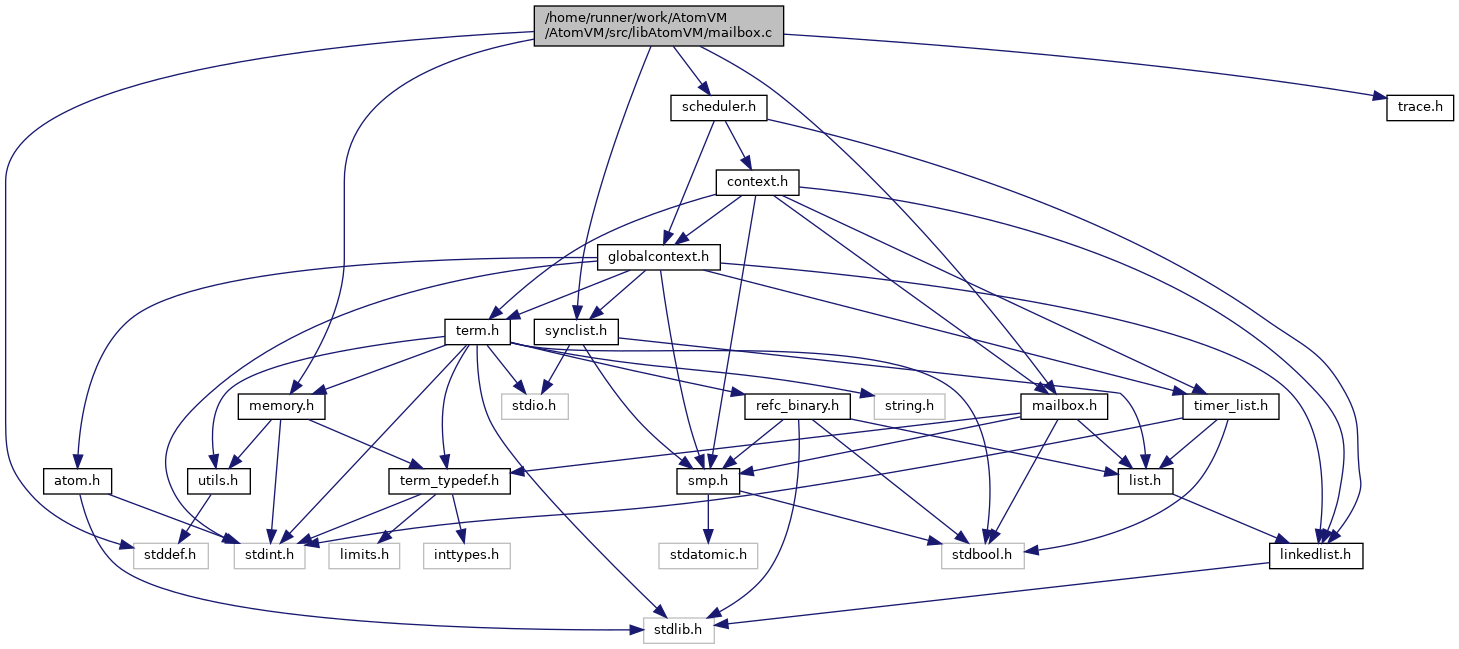 /home/runner/work/AtomVM
/AtomVM/src/libAtomVM/mailbox.c
scheduler.h
trace.h
context.h
globalcontext.h
term.h
synclist.h
memory.h
stdio.h
refc_binary.h
string.h
mailbox.h
timer_list.h
atom.h
utils.h
term_typedef.h
smp.h
list.h
stddef.h
stdint.h
limits.h
inttypes.h
stdatomic.h
stdbool.h
linkedlist.h
stdlib.h